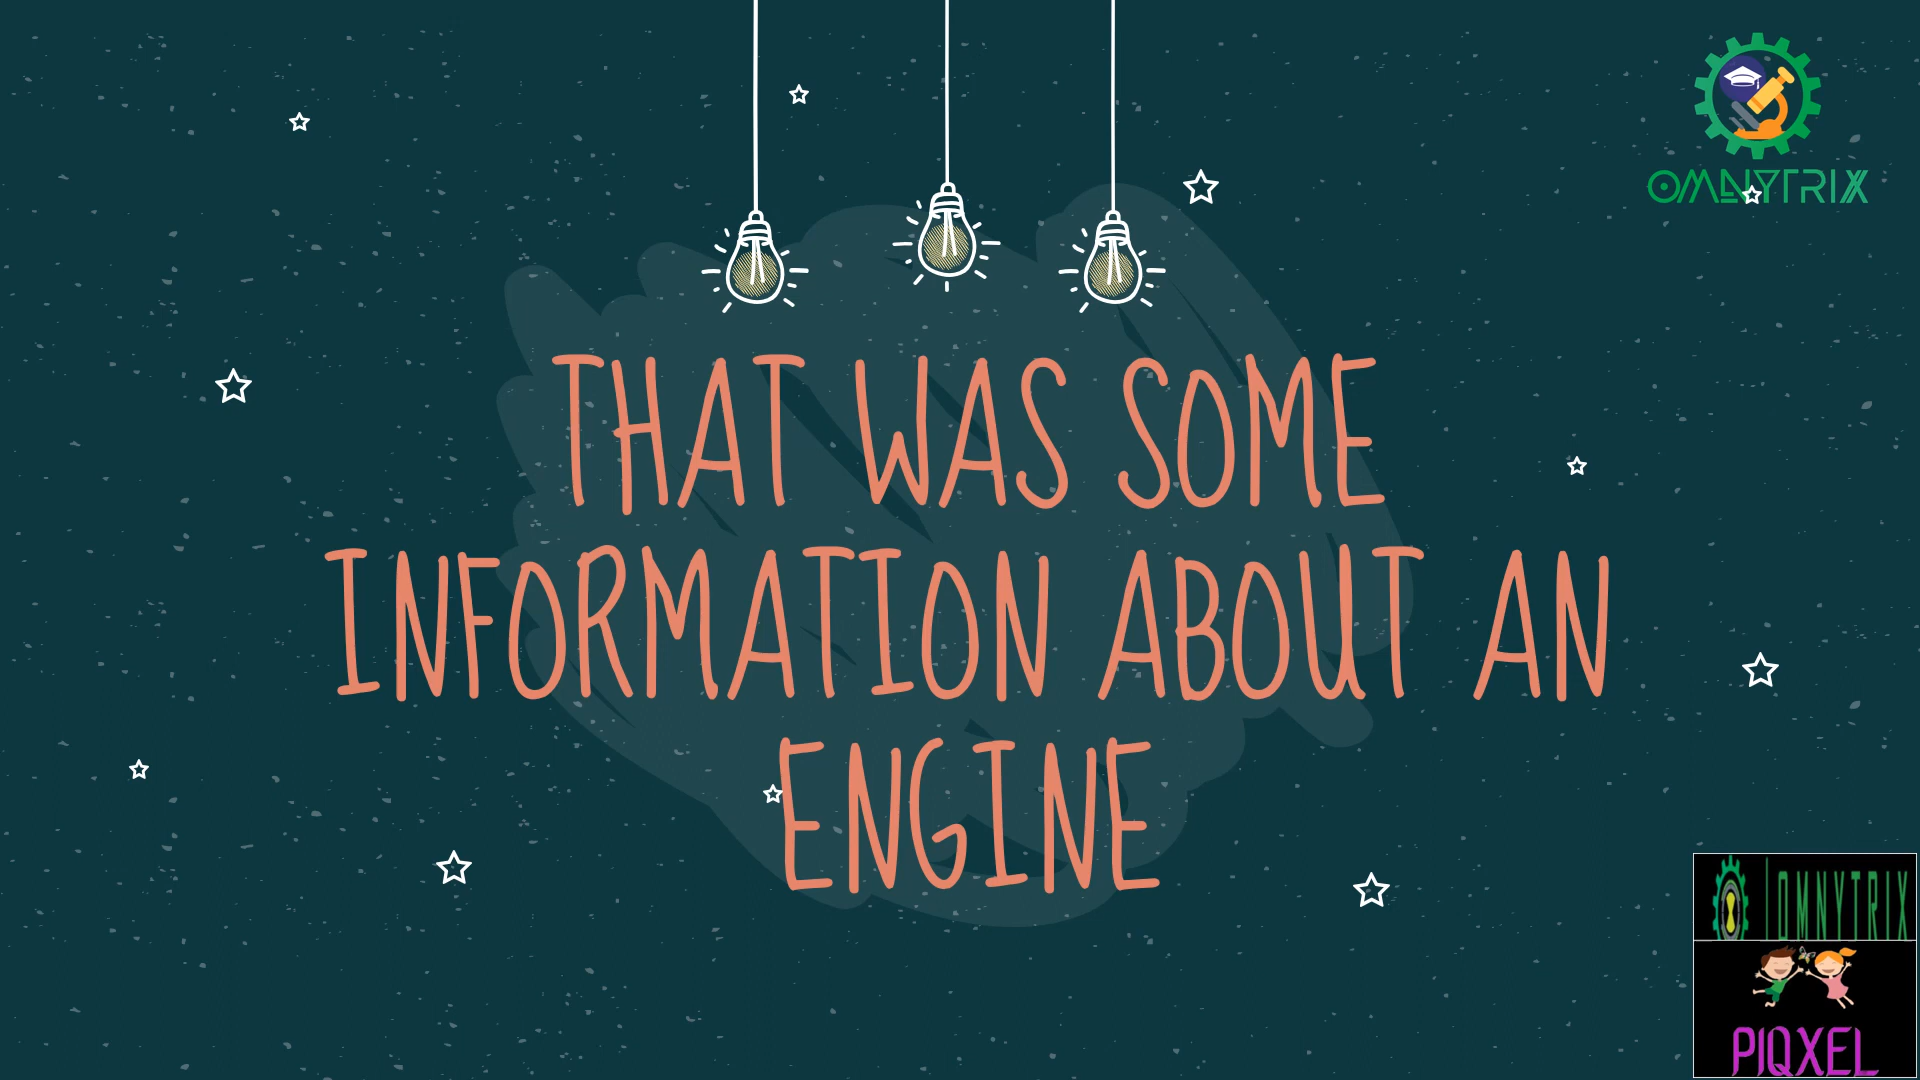 OMNYTRIX
THAT WAS SOME
INFORMATION ABOUT AN
ENGINE
OMNYTRIX
PIQXEL